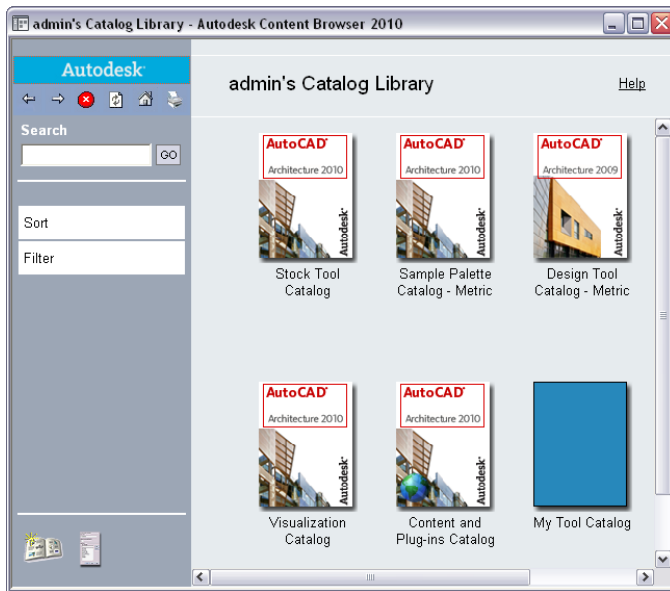 admin's Catalog Library - Autodesk Content Browser 2010
Autodesk
admin's Catalog Library
Help
Search
GO
Sort
Filter
AutoCAD
Architecture 2010
Autodesk
Stock Tool
Catalog
AutoCAD
Architecture 2010
Autodesk
Sample Palette
Catalog - Metric
AutoCAD
Architecture 2009
Autodesk
Design Tool
Catalog - Metric
AutoCAD
Architecture 2010
Autodesk
Visualization
Catalog
AutoCAD
Architecture 2010
Autodesk
Content and
Plug-ins Catalog
My Tool Catalog